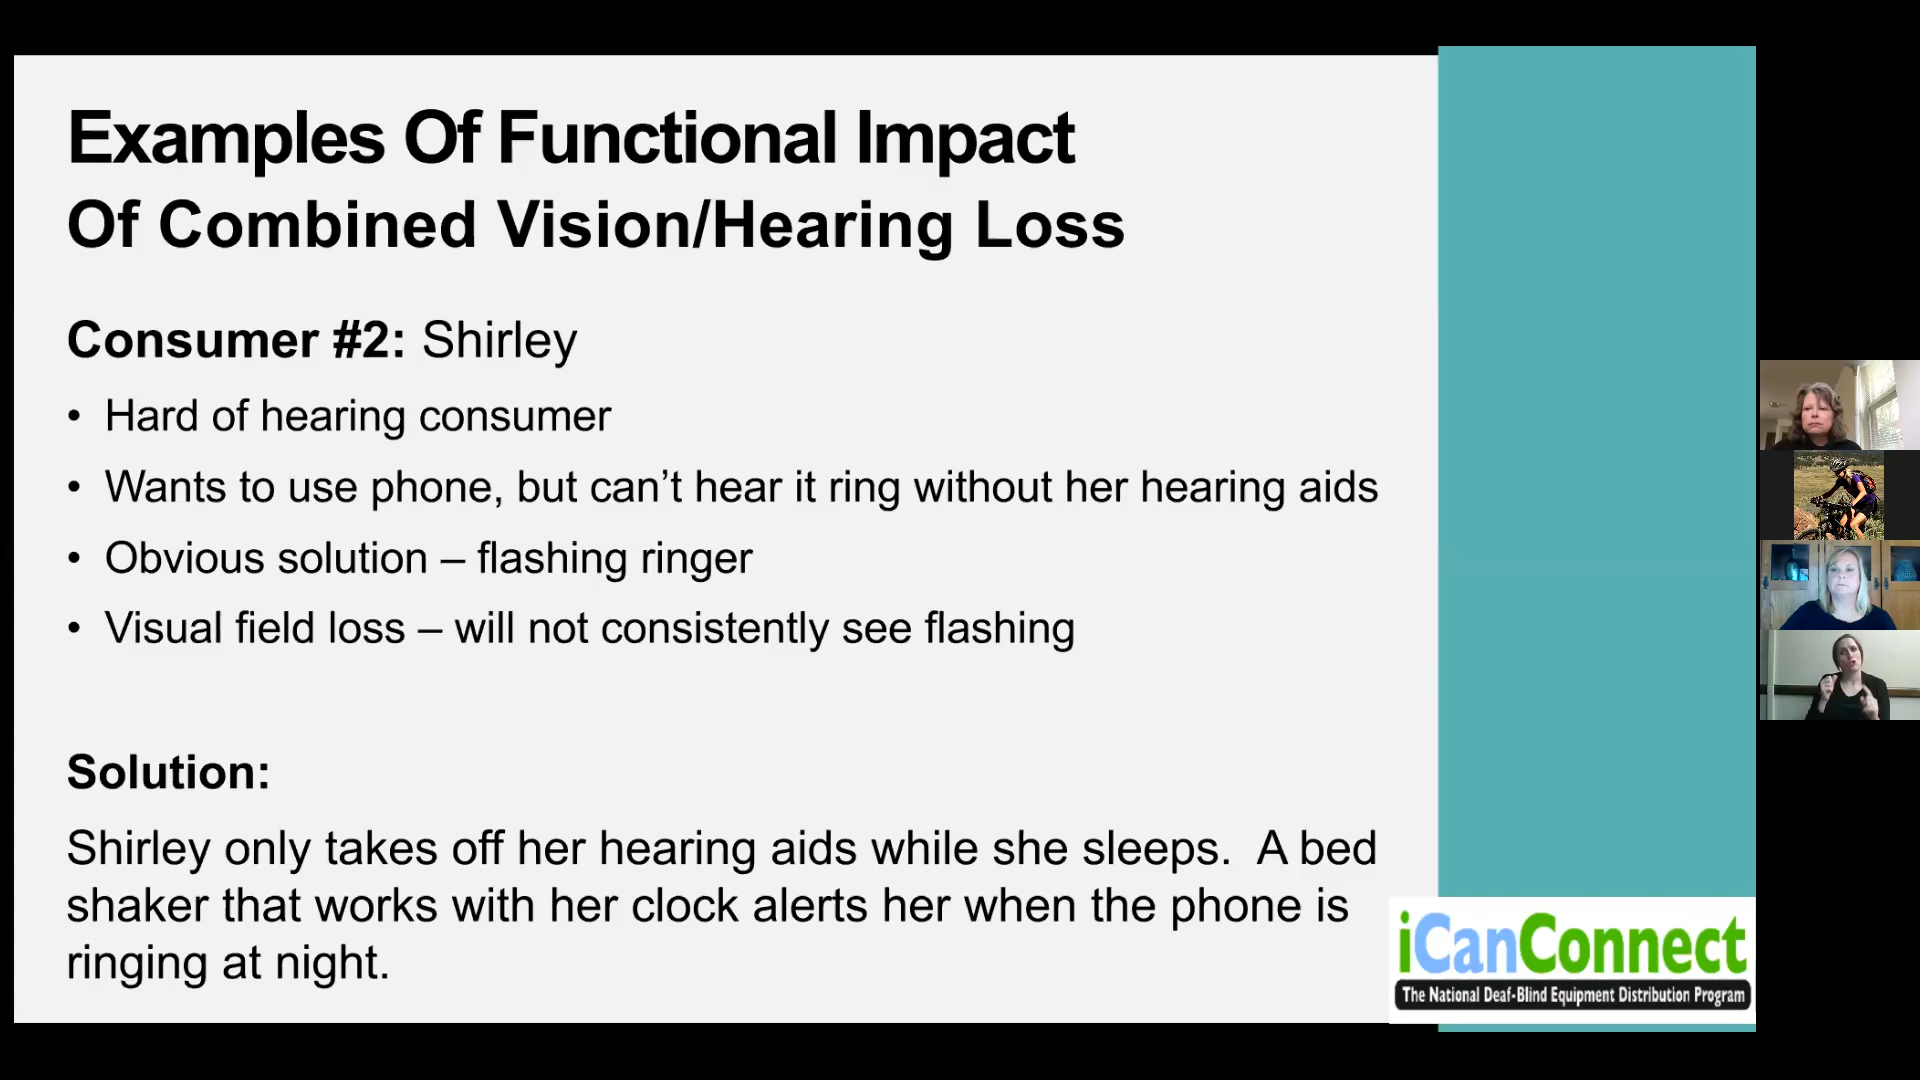 Examples Of Functional Impact
Of Combined Vision/Hearing Loss
Consumer #2: Shirley
• Hard of hearing consumer
• Wants to use phone, but can’t hear it ring without her hearing aids
• Obvious solution – flashing ringer
• Visual field loss – will not consistently see flashing
Solution:
Shirley only takes off her hearing aids while she sleeps.  A bed
shaker that works with her clock alerts her when the phone is
ringing at night.
iCanConnect
The National Deaf-Blind Equipment Distribution Program